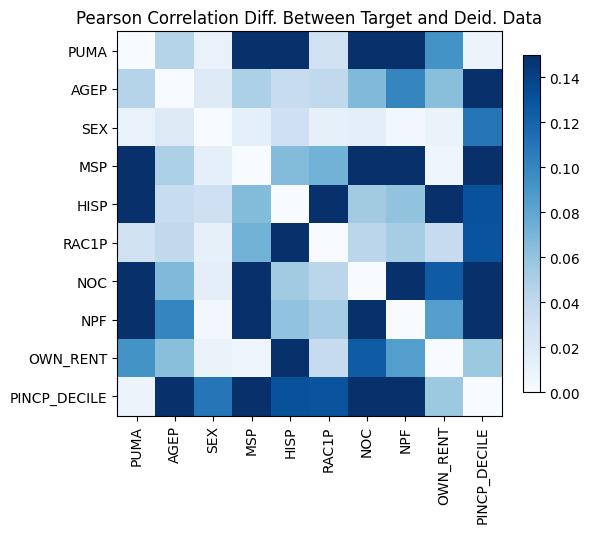 Pearson Correlation Diff. Between Target and Deid. Data
PUMA
AGEP
SEX
MSP
HISP
RAC1P
NOC
NPF
OWN_RENT
PINCP_DECILE
PUMA
AGEP
SEX
MSP
HISP
RAC1P
NOC
NPF
OWN_RENT
PINCP_DECILE
0.14
0.12
0.10
0.08
0.06
0.04
0.02
0.00